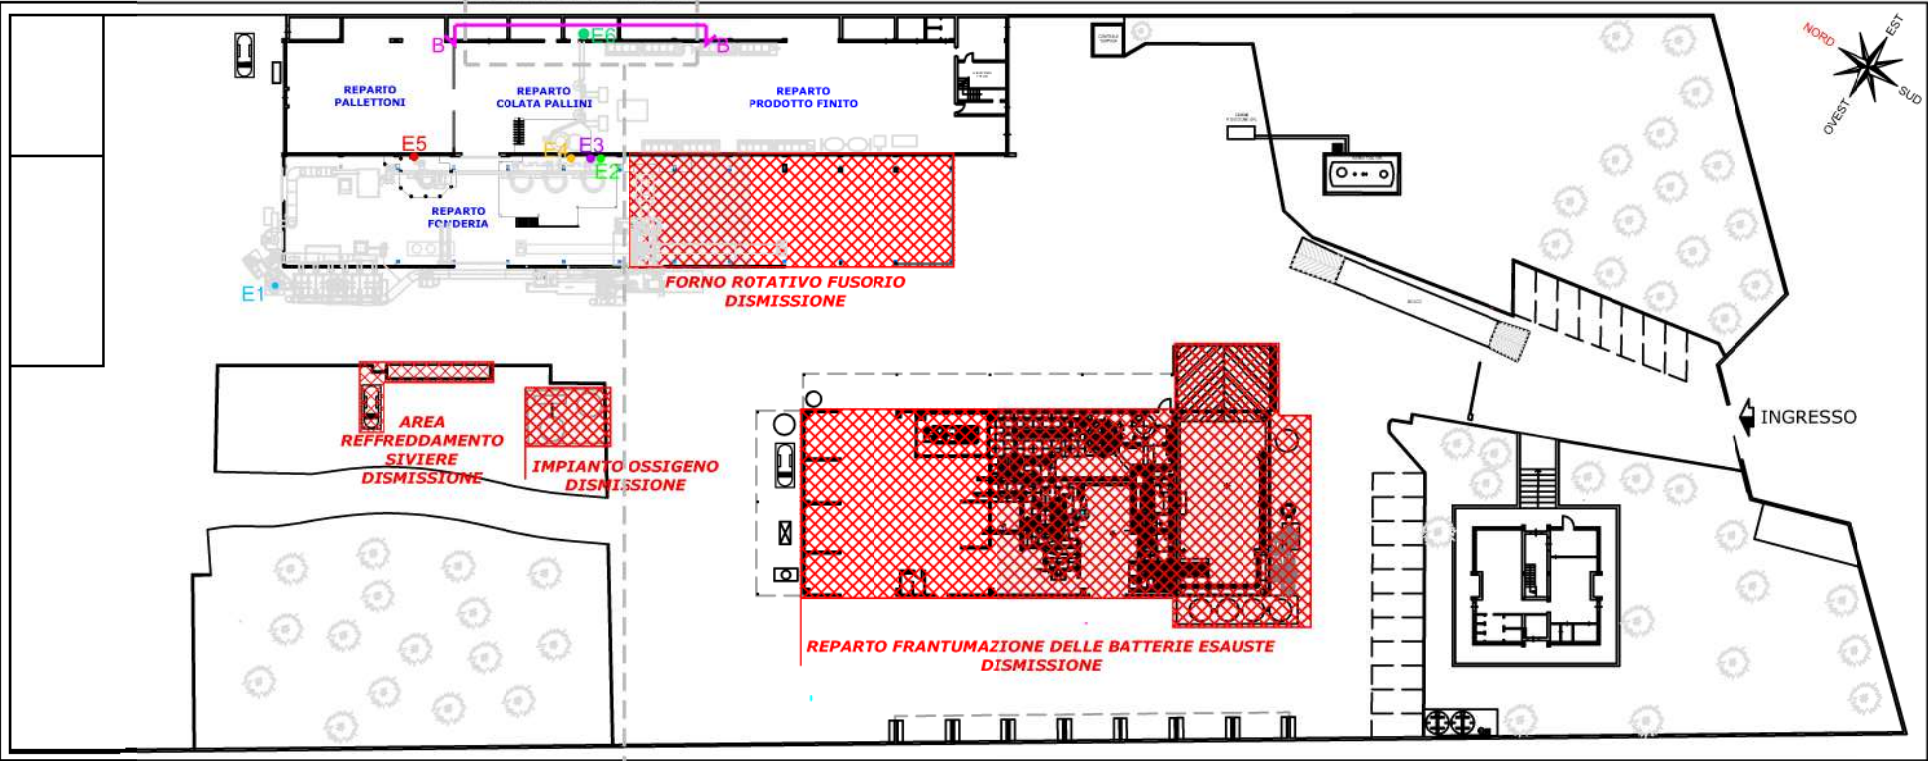 NORD
EST
SUD
OVEST
B
E6
B
REPARTO
PALLETTONI
REPARTO
COLATA PALLINI
REPARTO
PRODOTTO FINITO
E5
E4
E3
E2
REPARTO
FONDERIA
E1
FORNO ROTATIVO FUSORIO
DISMISSIONE
INGRESSO
AREA
REFFREDDAMENTO
SIVIERE
DISMISSIONE
IMPIANTO OSSIGENO
DISMISSIONE
REPARTO FRANTUMAZIONE DELLE BATTERIE ESAUSTE
DISMISSIONE